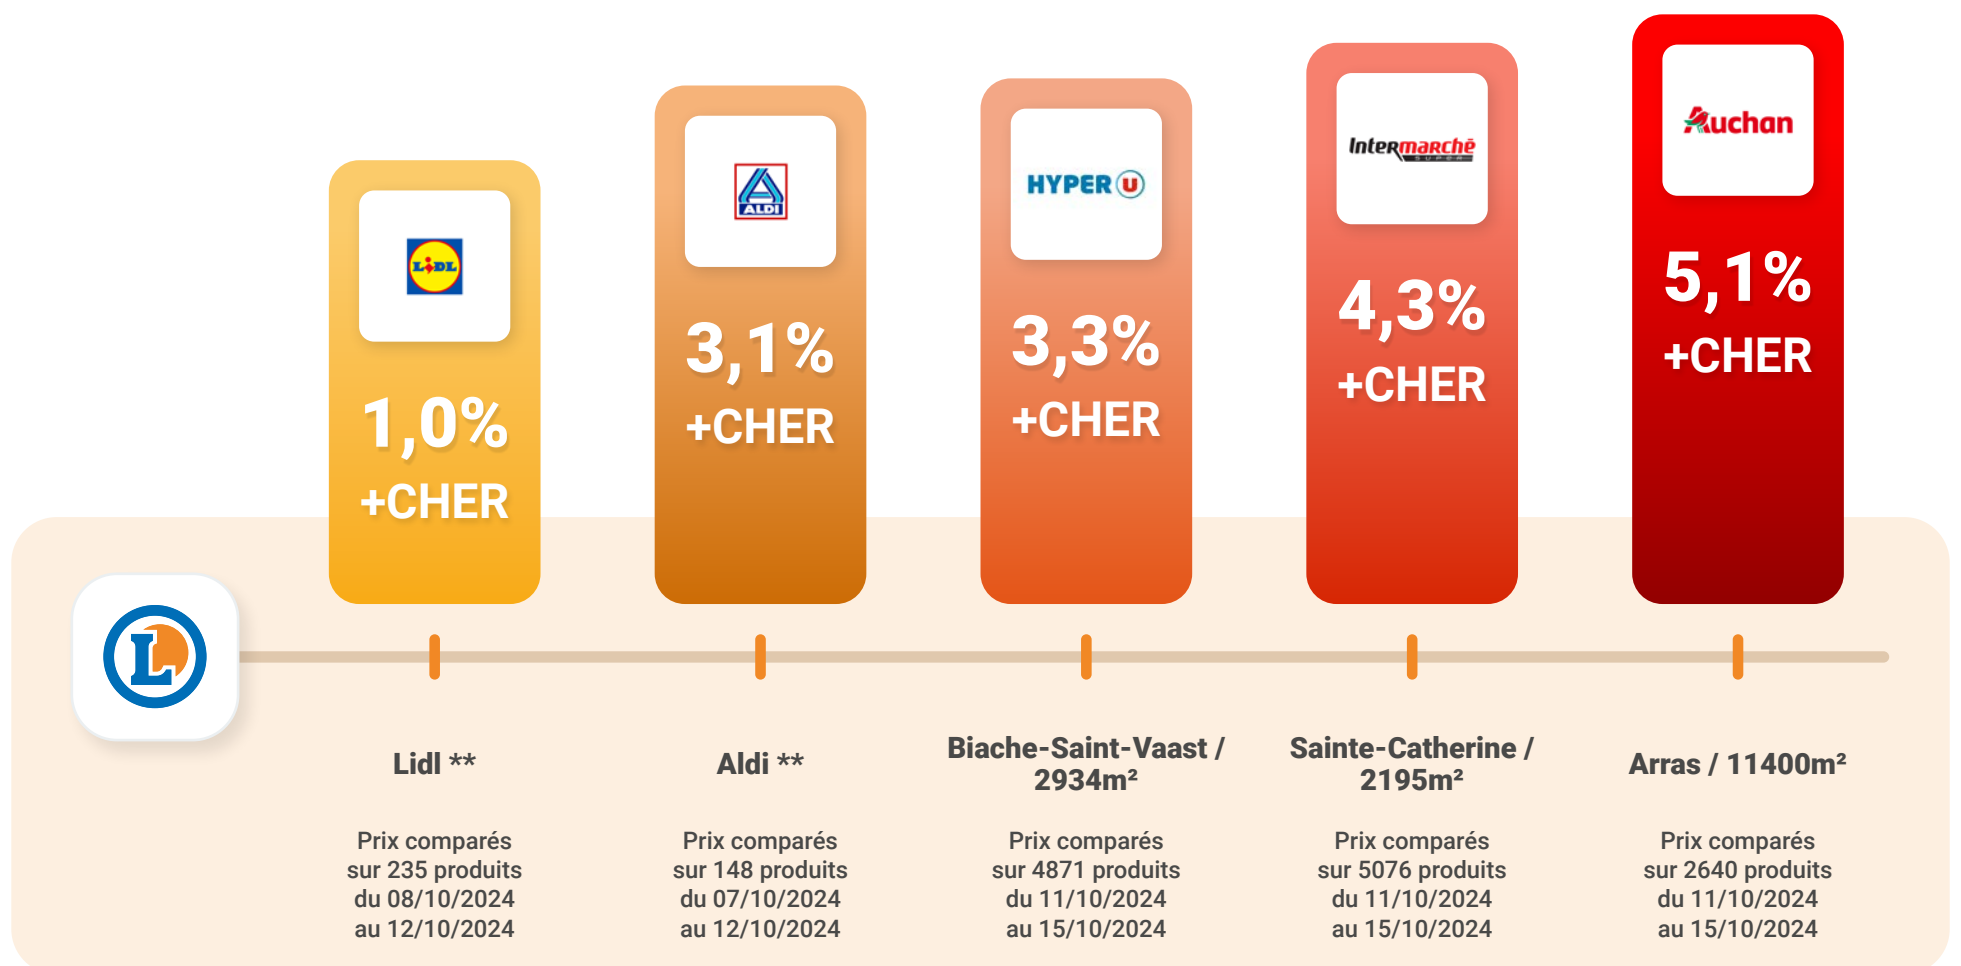 LIDL
1,0%
+CHER
ALDI
3,1%
+CHER
HYPER U
3,3%
+CHER
Intermarché
SUPER
4,3%
+CHER
Auchan
5,1%
+CHER
L
Lidl **
Prix comparés
sur 235 produits
du 08/10/2024
au 12/10/2024
Aldi **
Prix comparés
sur 148 produits
du 07/10/2024
au 12/10/2024
Biache-Saint-Vaast /
2934m²
Prix comparés
sur 4871 produits
du 11/10/2024
au 15/10/2024
Sainte-Catherine /
2195m²
Prix comparés
sur 5076 produits
du 11/10/2024
au 15/10/2024
Arras / 11400m²
Prix comparés
sur 2640 produits
du 11/10/2024
au 15/10/2024